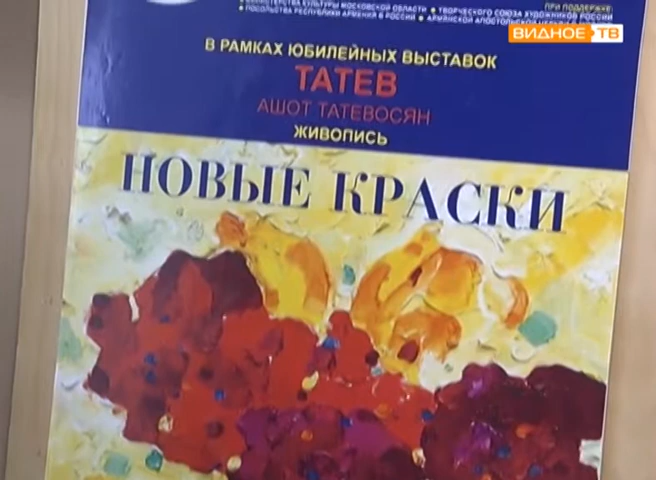 МИНИСТЕРСТВА КУЛЬТУРЫ МОСКОВСКОЙ ОБЛАСТИ • ТВОРЧЕСКОГО СОЮЗА ХУДОЖНИКОВ РОССИИ
ПРИ ПОДДЕРЖКЕ:
• ПОСОЛЬСТВА РЕСПУБЛИКИ АРМЕНИЯ В РОССИИ • АРМЯНСКОЙ АПОСТОЛЬСКОЙ
ВИДНОЕ ТВ
В РАМКАХ ЮБИЛЕЙНЫХ ВЫСТАВОК
ТАТЕВ
АШОТ ТАТЕВОСЯН
ЖИВОПИСЬ
НОВЫЕ КРАСКИ